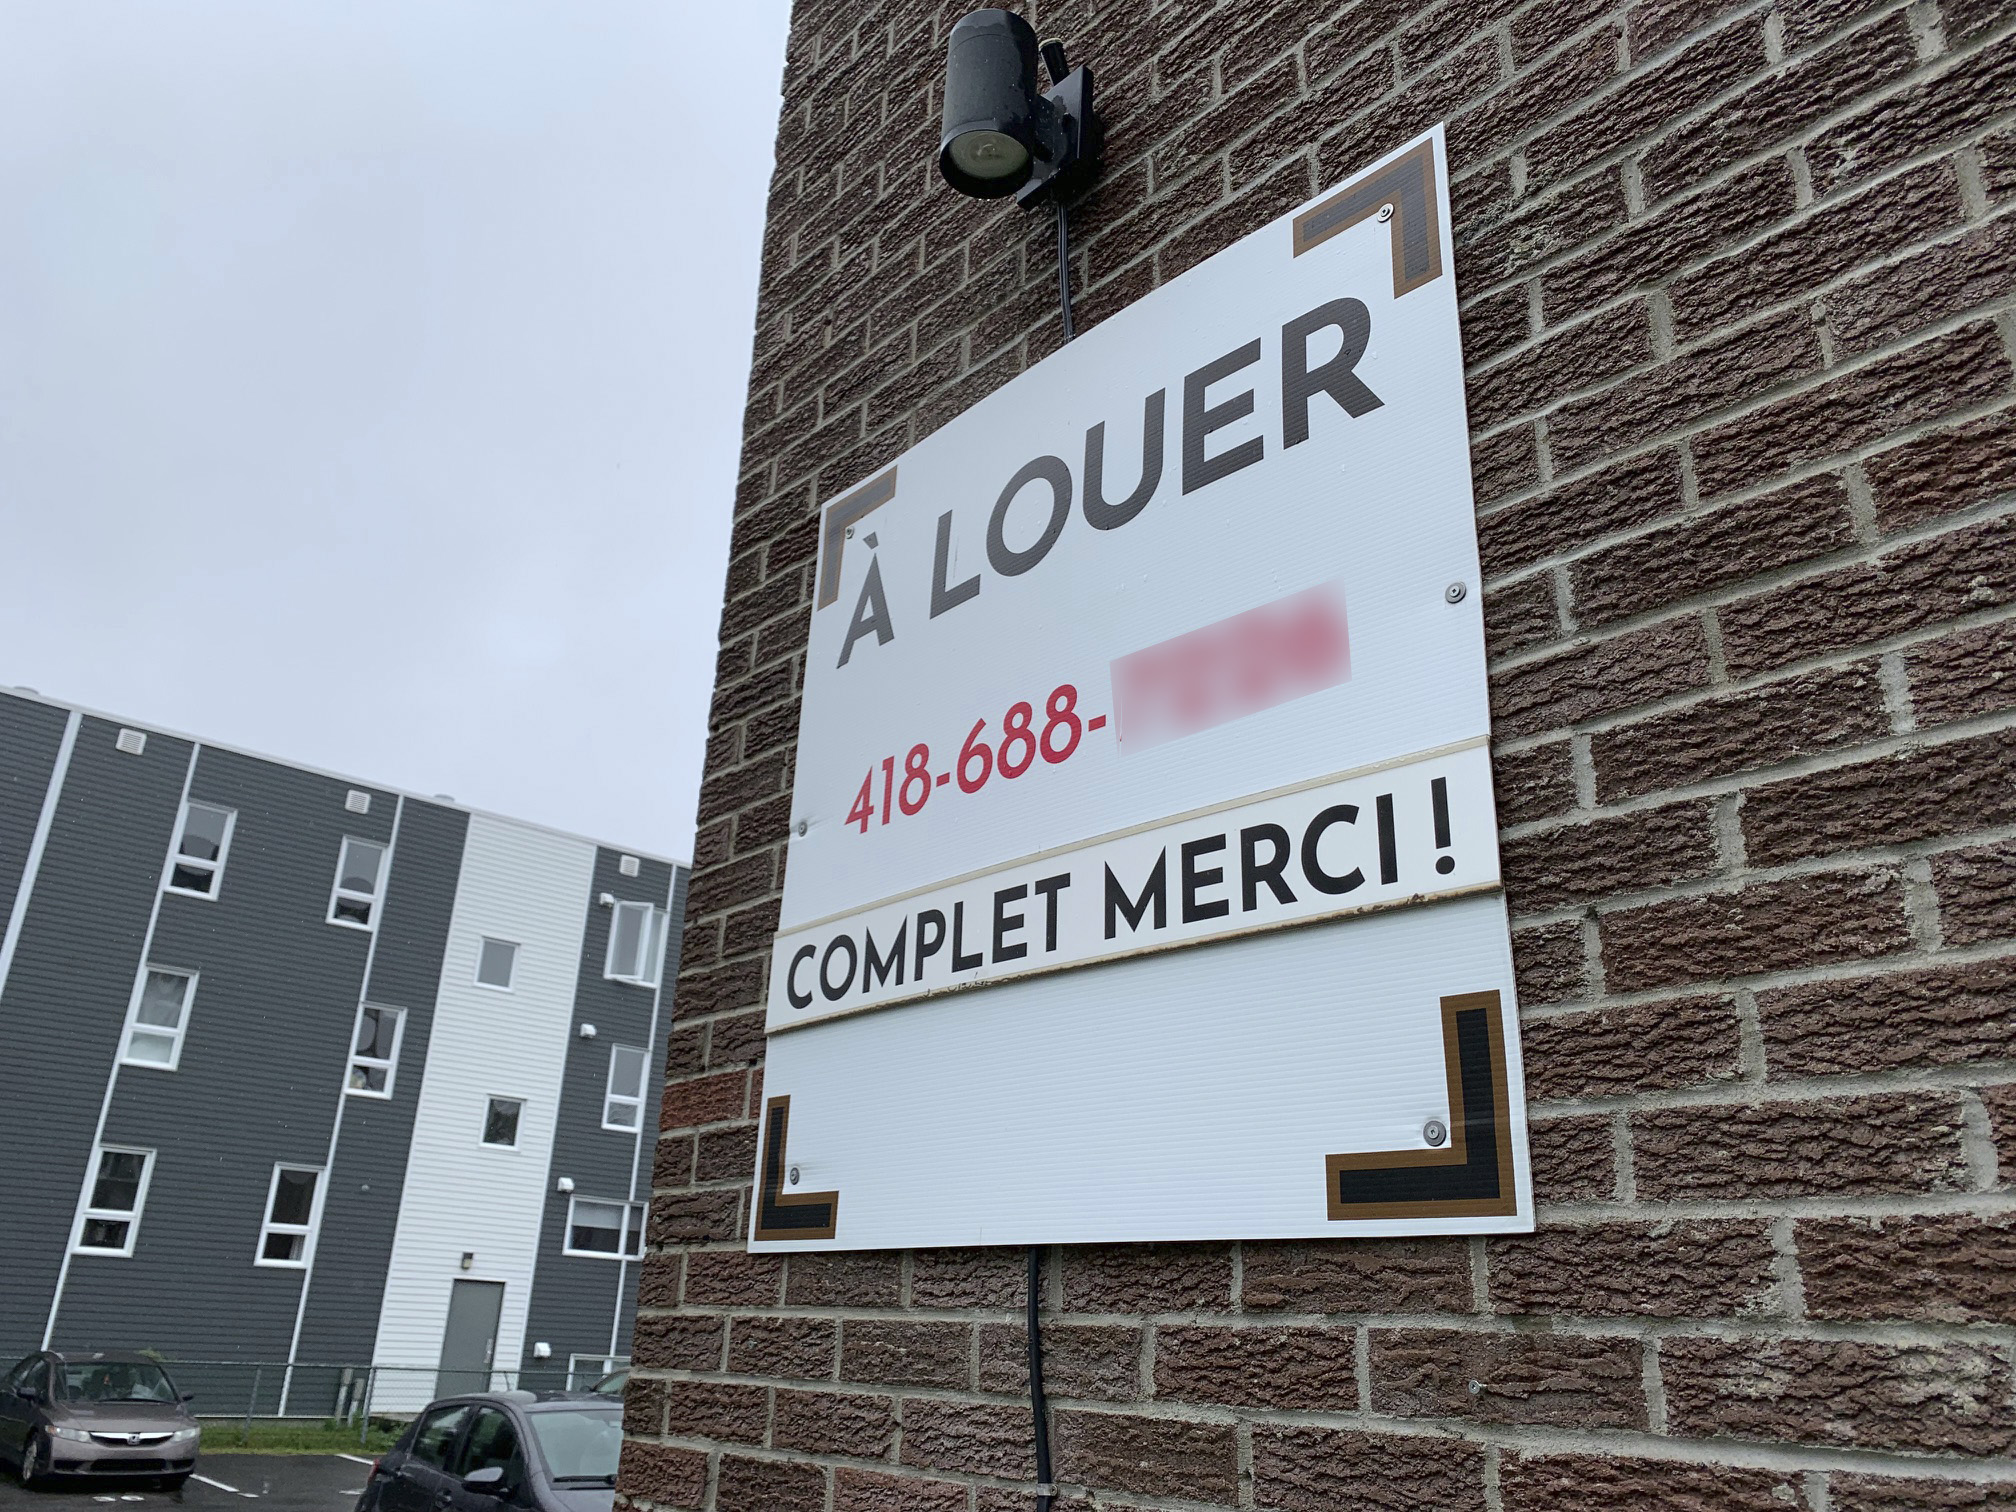 À LOUER
418-688-
COMPLET MERCI !